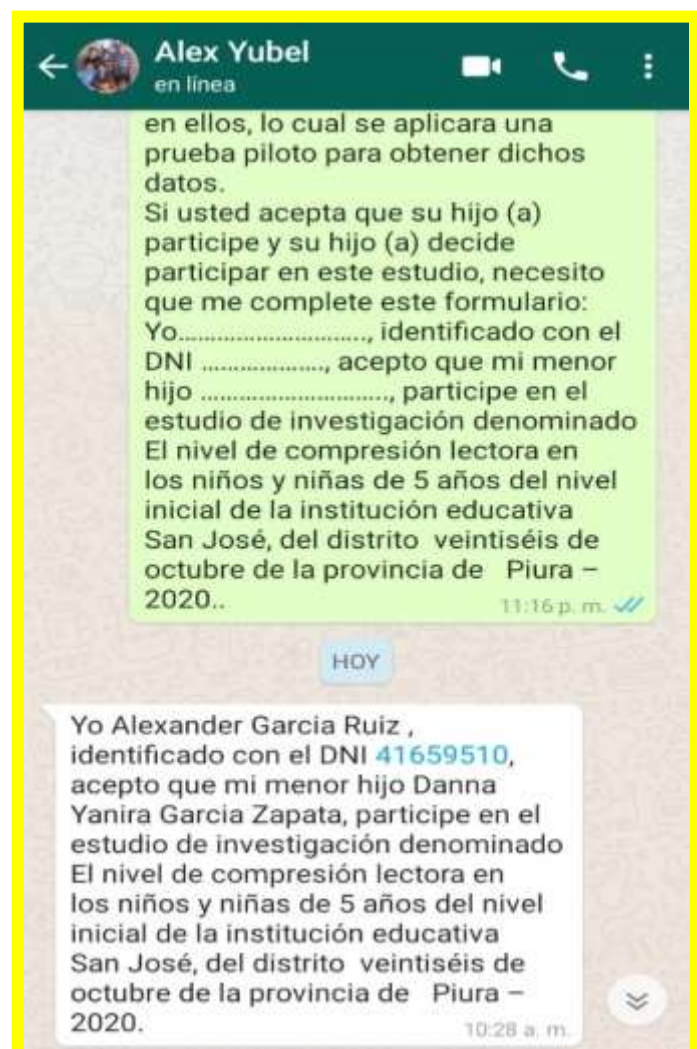 Alex Yubel
en línea
en ellos, lo cual se aplicara una
prueba piloto para obtener dichos
datos.
Si usted acepta que su hijo (a)
participe y su hijo (a) decide
participar en este estudio, necesito
que me complete este formulario:
Yo............................., identificado con el
DNI ..................., acepto que mi menor
hijo ............................, participe en el
estudio de investigación denominado
El nivel de compresión lectora en
los niños y niñas de 5 años del nivel
inicial de la institución educativa
San José, del distrito veintiséis de
octubre de la provincia de Piura –
2020..
11:16 p. m.
HOY
Yo Alexander Garcia Ruiz ,
identificado con el DNI 41659510,
acepto que mi menor hijo Danna
Yanira Garcia Zapata, participe en el
estudio de investigación denominado
El nivel de compresión lectora en
los niños y niñas de 5 años del nivel
inicial de la institución educativa
San José, del distrito veintiséis de
octubre de la provincia de Piura –
2020.
10:28 a. m.